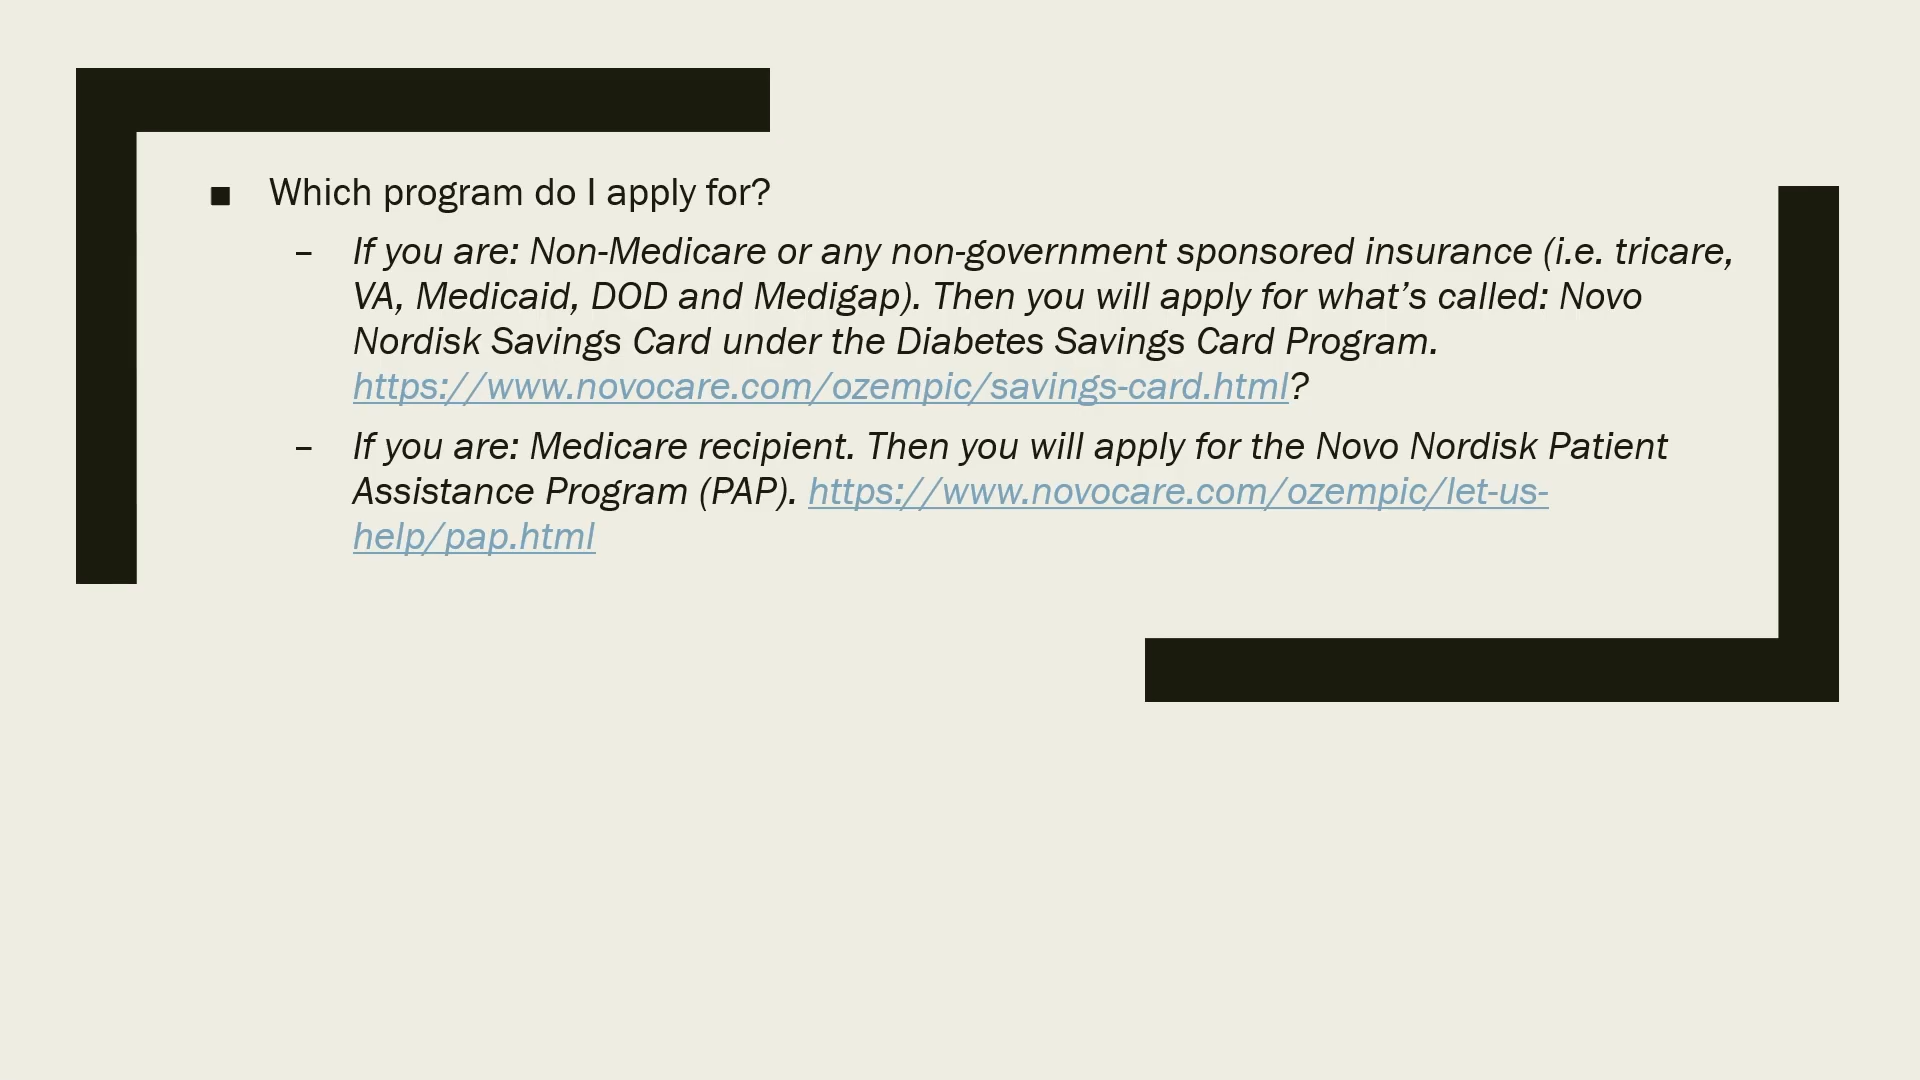 ■ Which program do I apply for?
– If you are: Non-Medicare or any non-government sponsored insurance (i.e. tricare,
VA, Medicaid, DOD and Medigap). Then you will apply for what’s called: Novo
Nordisk Savings Card under the Diabetes Savings Card Program.
https://www.novocare.com/ozempic/savings-card.html?
– If you are: Medicare recipient. Then you will apply for the Novo Nordisk Patient
Assistance Program (PAP). https://www.novocare.com/ozempic/let-us-
help/pap.html